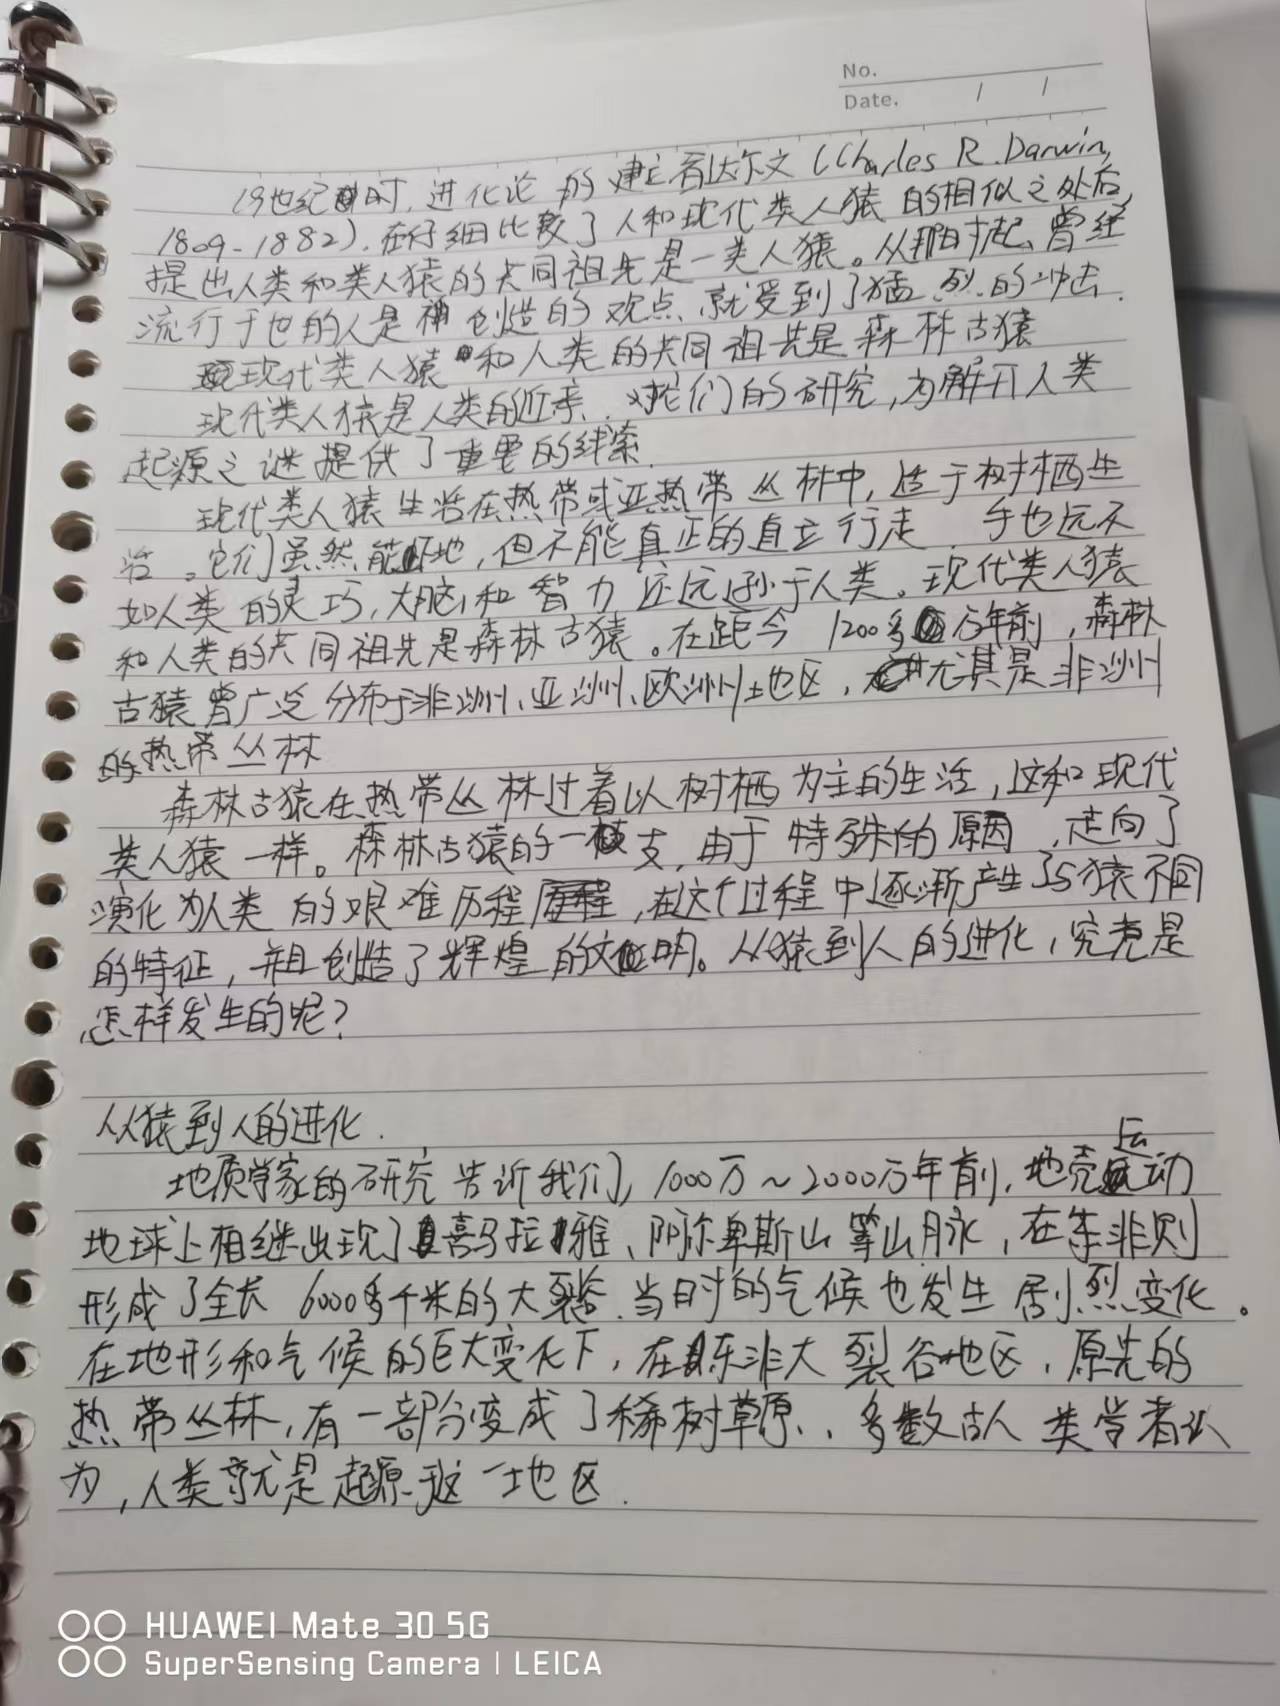 No.
Date. / /
19世纪时,进化论的建立者达尔文(Charles R.Darwin,
1809-1882).在仔细比较了人和现代类人猿的相似之处后,
提出人类和类人猿的共同祖先是一类人猿。从那时起,曾经
流行于世的人是神创造的观点,就受到了猛烈的冲击.
现代类人猿和人类的共同祖先是森林古猿
现代类人猿是人类的近亲.对它们的研究,为解开人类
起源之谜提供了重要的线索.
现代类人猿生活在热带或亚热带丛林中,适于树栖生
活。它们虽然能下地,但不能真正的直立行走 手也远不
如人类的灵巧,大脑和智力还远逊于人类。现代类人猿
和人类的共同祖先是森林古猿。在距今1200多万年前,森林
古猿曾广泛分布于非洲、亚洲、欧洲地区,尤其是非洲
的热带丛林
森林古猿在热带丛林过着以树栖为主的生活,这和现代
类人猿一样。森林古猿的一支,由于特殊的原因,走向了
演化为人类的艰难历程,在这个过程中逐渐产生了与猿不同
的特征,并且创造了辉煌的文明。从猿到人的进化,究竟是
怎样发生的呢?
从猿到人的进化.
地质学家的研究告诉我们,1000万~2000万年前,地壳运动
地球上相继出现了喜马拉雅、阿尔卑斯山等山脉,在东非则
形成了全长6000多千米的大裂谷.当时的气候也发生剧烈变化。
在地形和气候的巨大变化下,在东非大裂谷地区,原先的
热带丛林,有一部分变成了稀树草原.,多数古人类学者认
为,人类就是起源于这一地区.
HUAWEI Mate 30 5G
SuperSensing Camera | LEICA